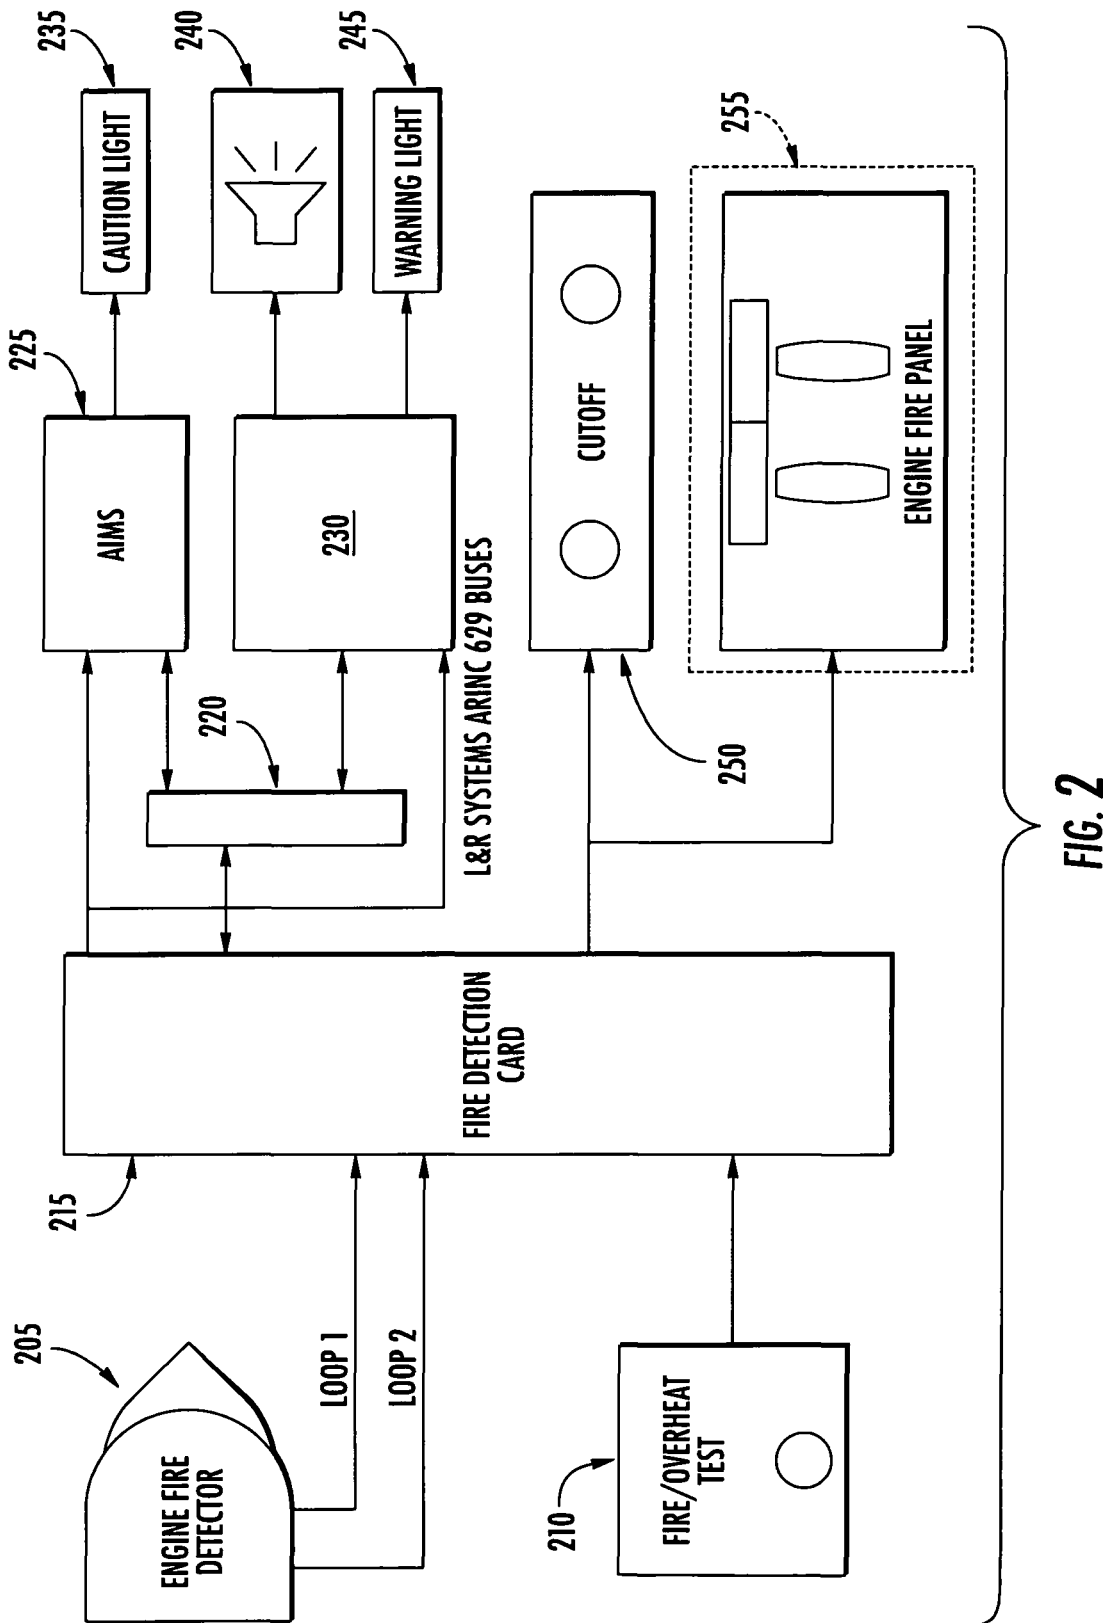 205
ENGINE FIRE
DETECTOR
LOOP 1
LOOP 2
210
FIRE/OVERHEAT
TEST
215
FIRE DETECTION
CARD
220
L&R SYSTEMS ARINC 629 BUSES
225
AIMS
230
235
CAUTION LIGHT
240
245
WARNING LIGHT
250
CUTOFF
255
ENGINE FIRE PANEL
FIG. 2